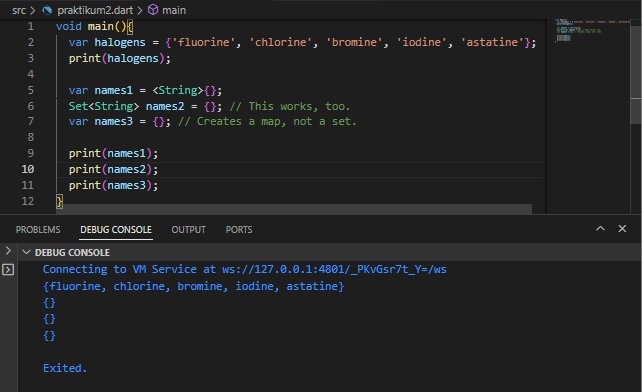 src > praktikum2.dart > main
1 void main(){
2   var halogens = {'fluorine', 'chlorine', 'bromine', 'iodine', 'astatine'};
3   print(halogens);
4
5   var names1 = <String>{};
6   Set<String> names2 = {}; // This works, too.
7   var names3 = {}; // Creates a map, not a set.
8
9   print(names1);
10   print(names2);
11   print(names3);
12 }
PROBLEMS DEBUG CONSOLE OUTPUT PORTS
DEBUG CONSOLE
Connecting to VM Service at ws://127.0.0.1:4801/_PKvGsr7t_Y=/ws
{fluorine, chlorine, bromine, iodine, astatine}
{}
{}
{}
Exited.